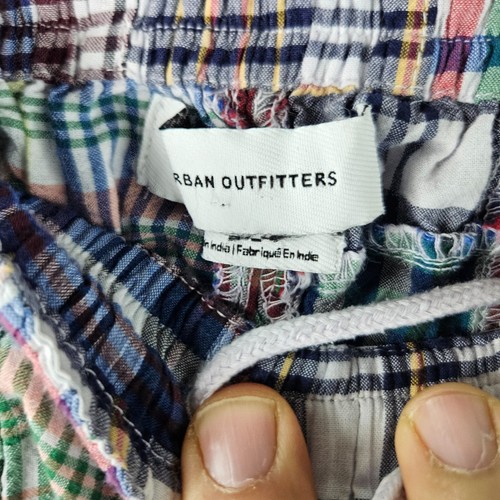 RBAN OUTFITTERS
n India | Fabriqué En Inde